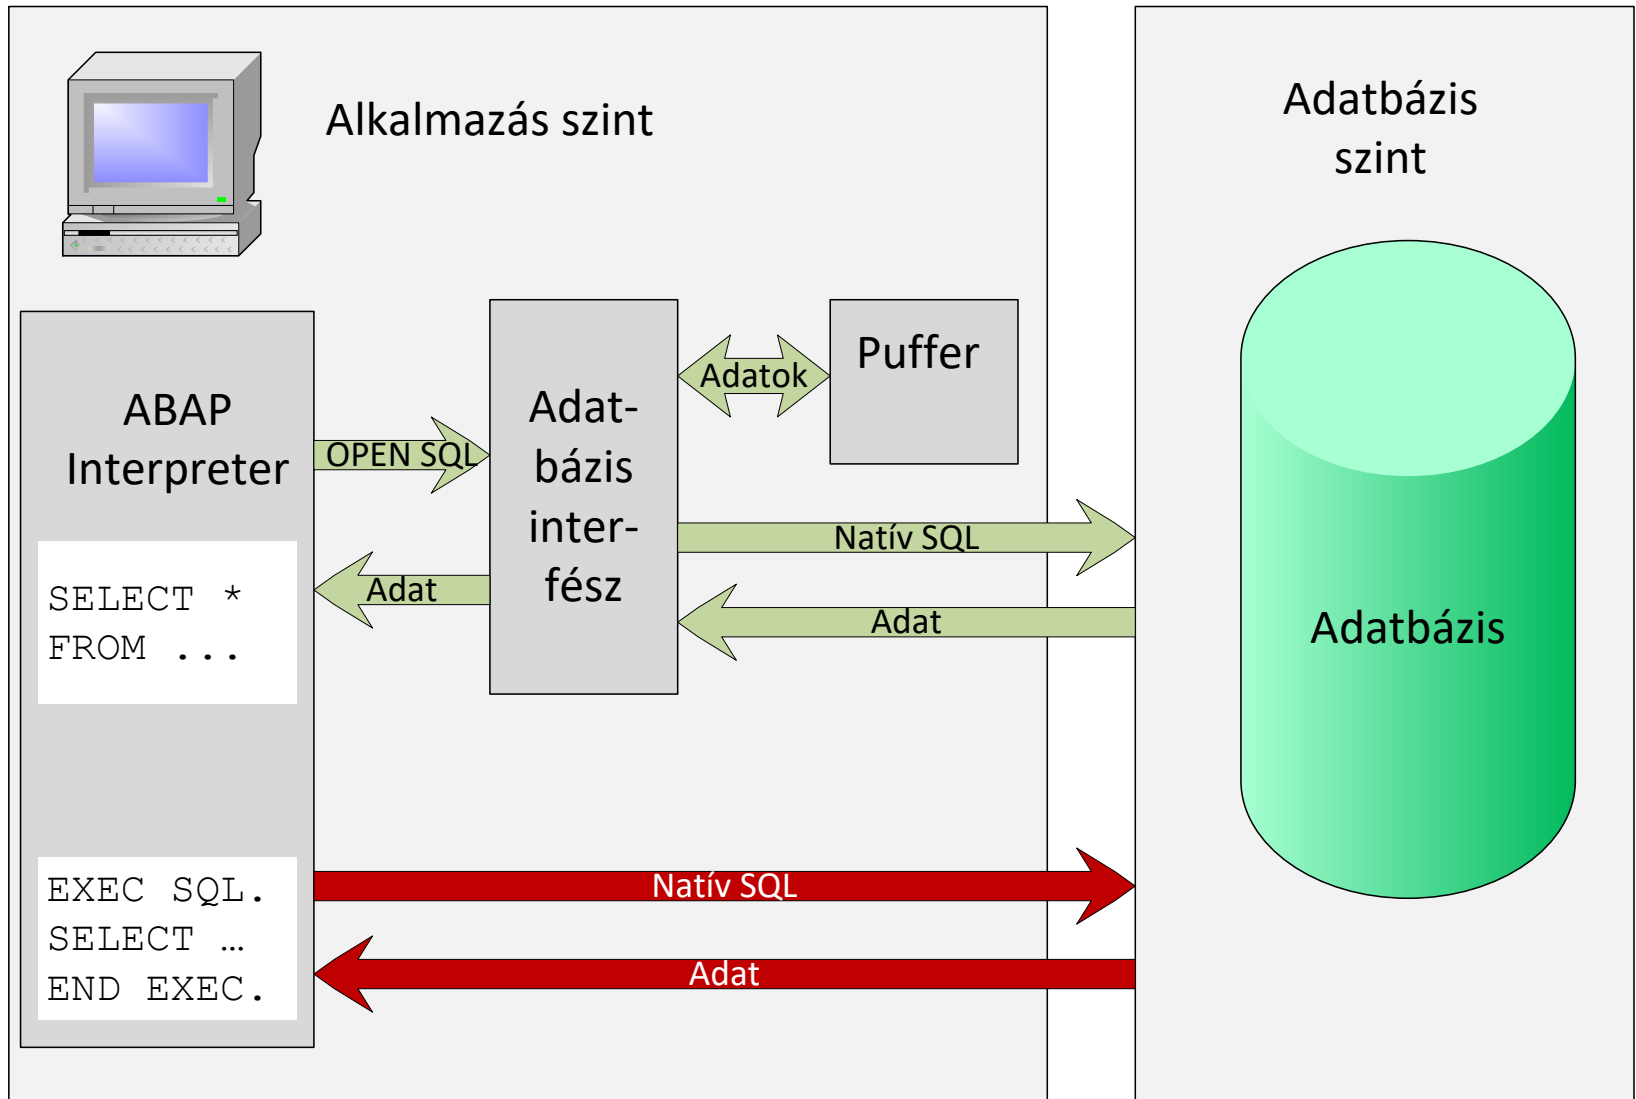 Alkalmazás szint
Adatbázis
szint
ABAP
Interpreter
OPEN SQL
Adat-
bázis
inter-
fész
Adatok
Puffer
SELECT *
FROM ...
Adat
Natív SQL
Adat
Adatbázis
EXEC SQL.
SELECT …
END EXEC.
Natív SQL
Adat